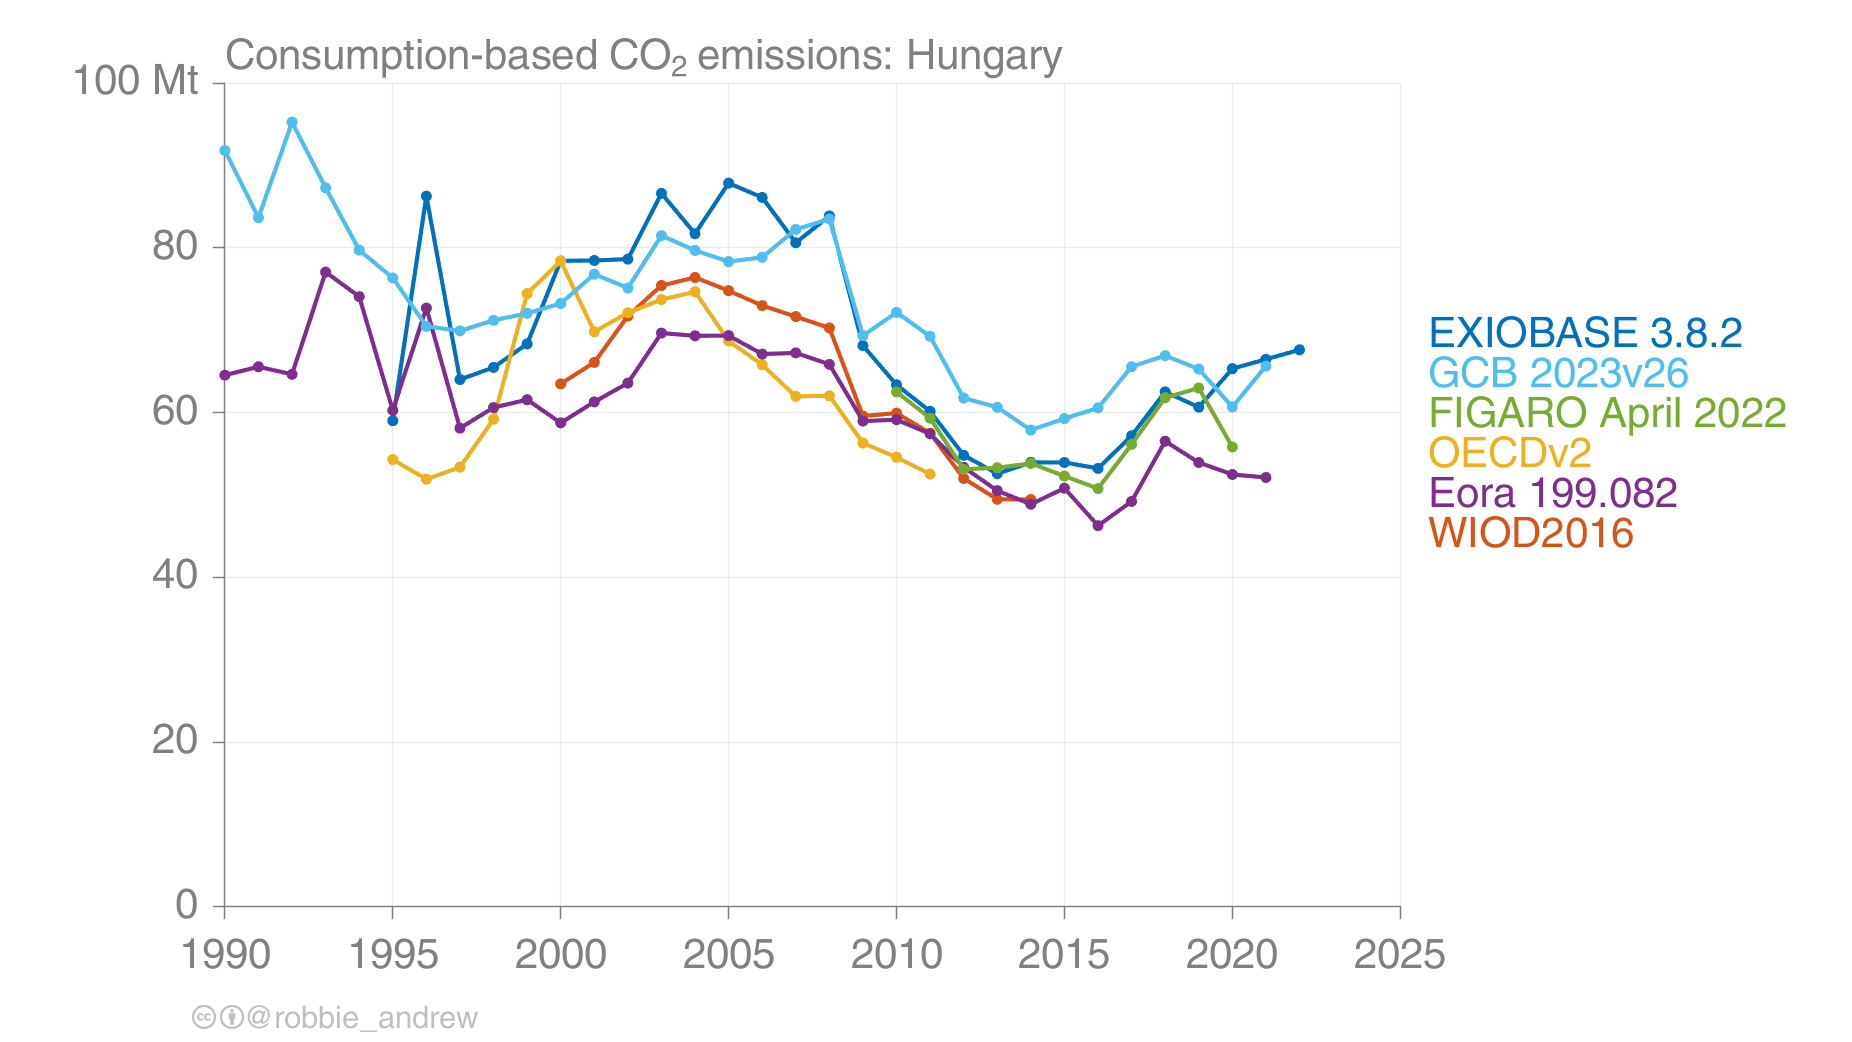 Consumption-based CO₂ emissions: Hungary
100 Mt
80
60
40
20
0
1990 1995 2000 2005 2010 2015 2020 2025
EXIOBASE 3.8.2
GCB 2023v26
FIGARO April 2022
OECDv2
Eora 199.082
WIOD2016
cc @robbie_andrew